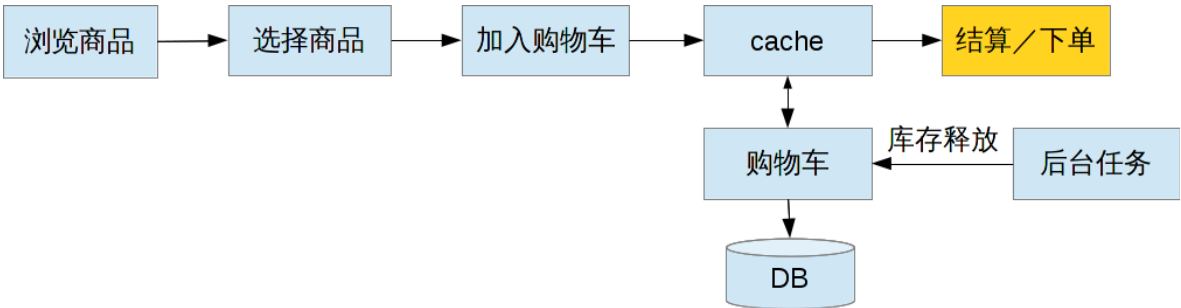 浏览商品
选择商品
加入购物车
cache
结算／下单
购物车
库存释放
后台任务
DB